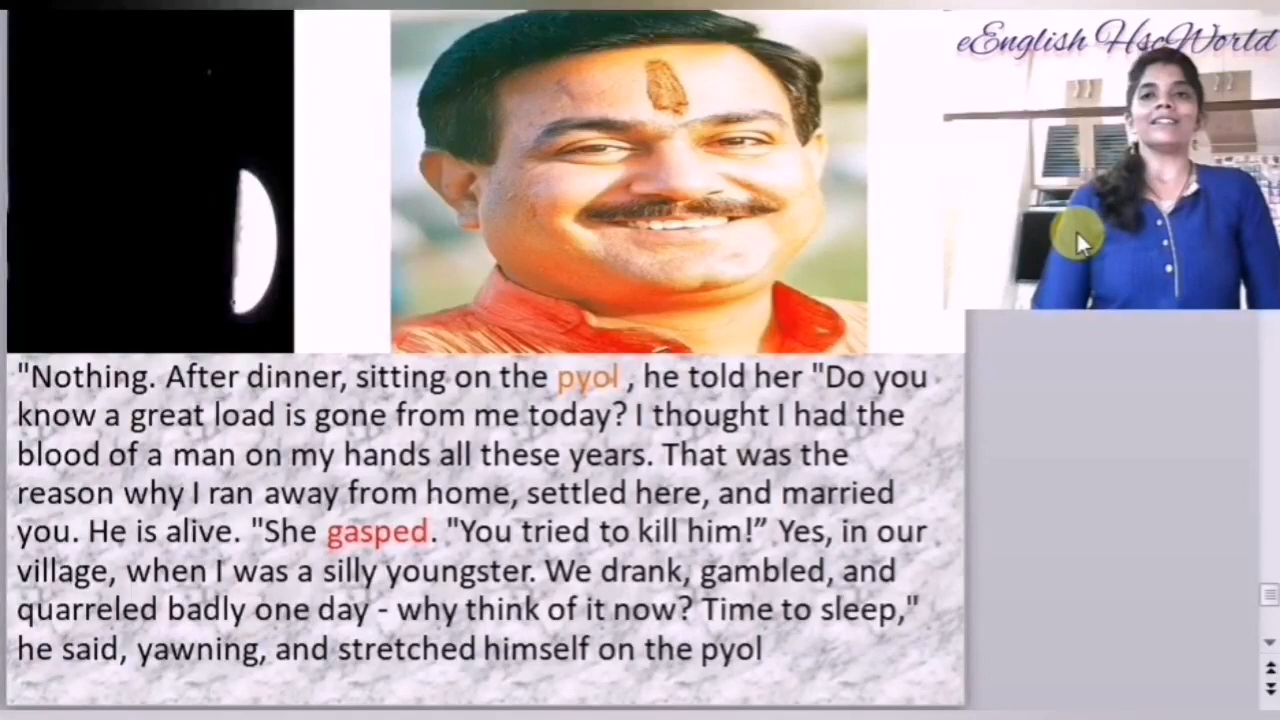 eEnglish HscWorld
"Nothing. After dinner, sitting on the pyol , he told her "Do you
know a great load is gone from me today? I thought I had the
blood of a man on my hands all these years. That was the
reason why I ran away from home, settled here, and married
you. He is alive. "She gasped. "You tried to kill him!” Yes, in our
village, when I was a silly youngster. We drank, gambled, and
quarreled badly one day - why think of it now? Time to sleep,"
he said, yawning, and stretched himself on the pyol